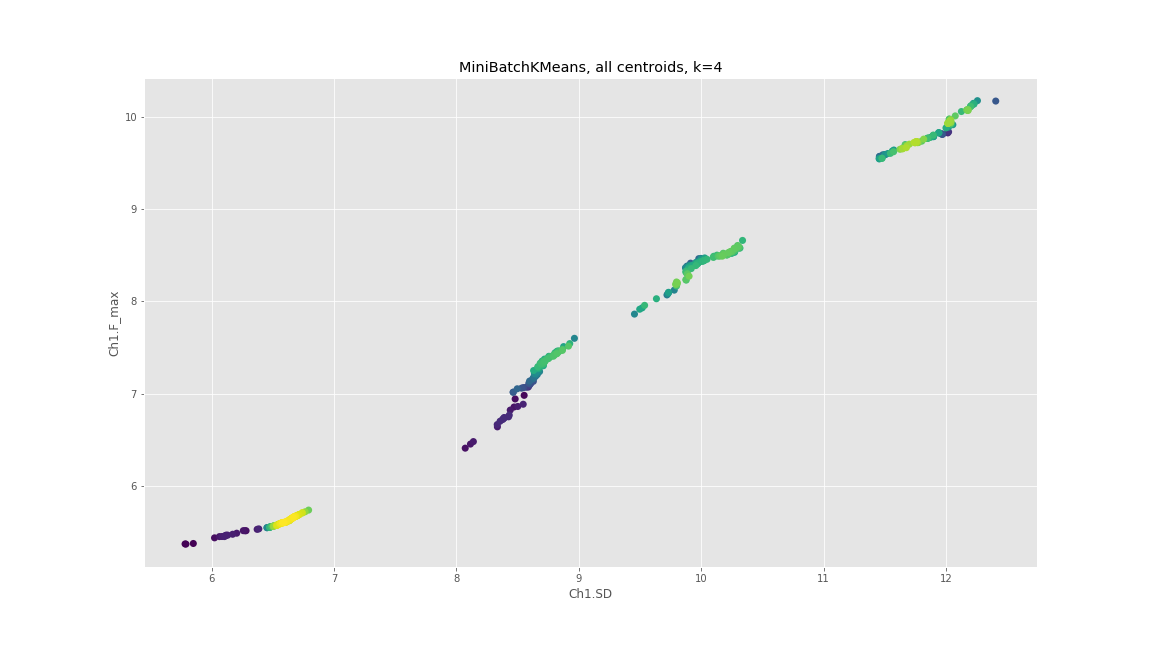 MiniBatchKMeans, all centroids, k=4
10
9
8
7
6
Ch1.F_max
6 7 8 9 10 11 12
Ch1.SD